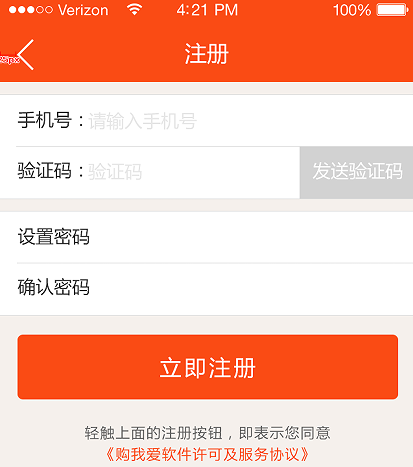 Verizon 4:21 PM 100%
注册
25px
手机号：请输入手机号
验证码：验证码 发送验证码
设置密码
确认密码
立即注册
轻触上面的注册按钮，即表示您同意
《购我爱软件许可及服务协议》